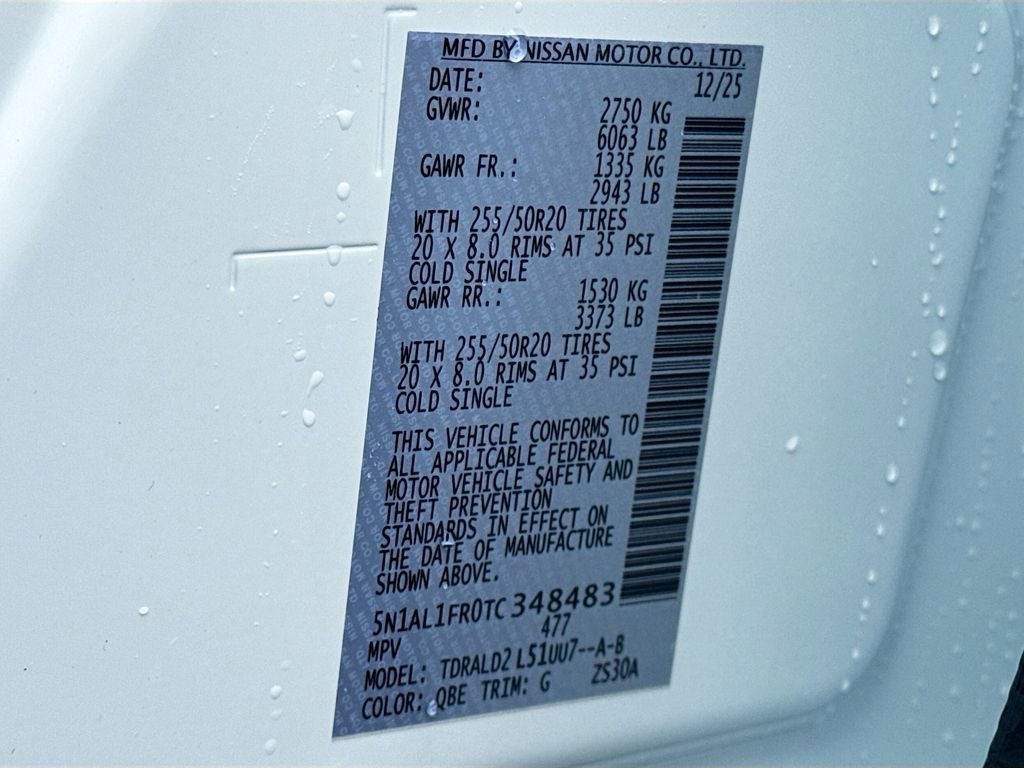 MFD BY NISSAN MOTOR CO., LTD.
DATE: 12/25
GVWR: 2750 KG
6063 LB
GAWR FR.: 1335 KG
2943 LB
WITH 255/50R20 TIRES
20 X 8.0 RIMS AT 35 PSI
COLD SINGLE
GAWR RR.: 1530 KG
3373 LB
WITH 255/50R20 TIRES
20 X 8.0 RIMS AT 35 PSI
COLD SINGLE
THIS VEHICLE CONFORMS TO
ALL APPLICABLE FEDERAL
MOTOR VEHICLE SAFETY AND
THEFT PREVENTION
STANDARDS IN EFFECT ON
THE DATE OF MANUFACTURE
SHOWN ABOVE.
5N1AL1FR0TC348483
MPV 477
MODEL: TDRALD2 L51UU7--A-B
COLOR: QBE TRIM: G ZS30A